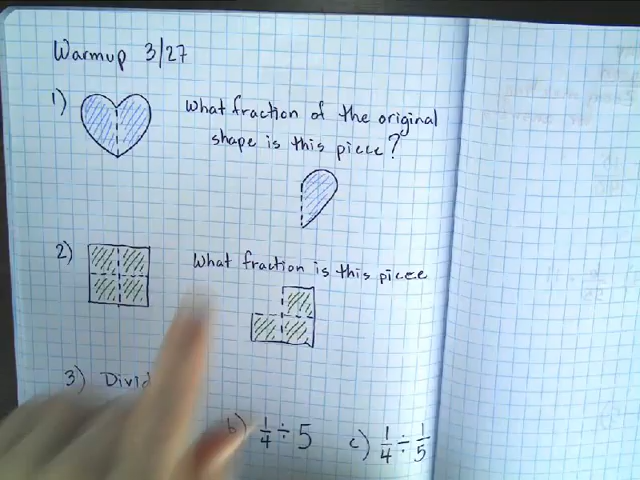 Warmup 3/27
1) What fraction of the original
shape is this piece?
2) What fraction is this piece
3) Divid
b) 1/4 ÷ 5 c) 1/4 ÷ 1/5